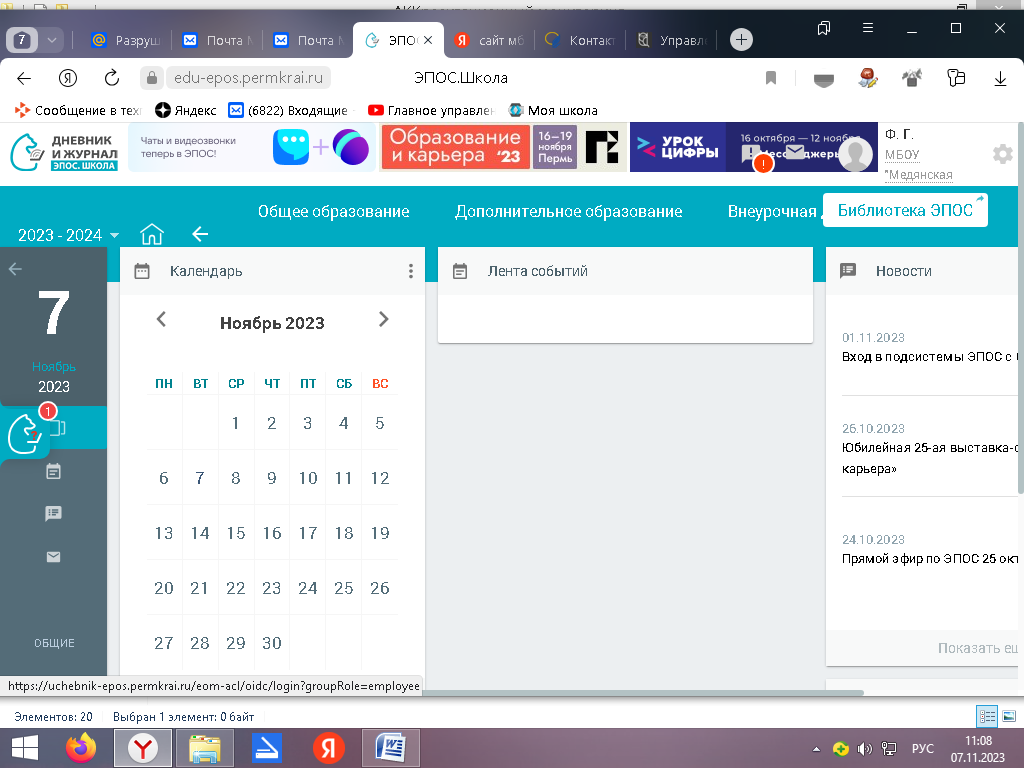 7
Разруш
Почта М
Почта М
ЭПО
сайт мб
Контакт
Управл
edu-epos.permkrai.ru
ЭПОС.Школа
Сообщение в техн
Яндекс
(6822) Входящие
Главное управлен
Моя школа
ДНЕВНИК
И ЖУРНАЛ
ЭПОС.ШКОЛА
Чаты и видеозвонки
теперь в ЭПОС!
Образование
и карьера '23
16–19
ноября
Пермь
УРОК
ЦИФРЫ
16 октября — 12 ноября
Мессенджеры
!
Ф. Г.
МБОУ
"Медянская
Общее образование
Дополнительное образование
Внеурочная
Библиотека ЭПОС
2023 - 2024
7
Ноябрь
2023
1
ОБЩИЕ
Календарь
Ноябрь 2023
ПН ВТ СР ЧТ ПТ СБ ВС
1 2 3 4 5
6 7 8 9 10 11 12
13 14 15 16 17 18 19
20 21 22 23 24 25 26
27 28 29 30
Лента событий
Новости
01.11.2023
Вход в подсистемы ЭПОС с
26.10.2023
Юбилейная 25-ая выставка-о
карьера»
24.10.2023
Прямой эфир по ЭПОС 25 окт
Показать ещ
https://uchebnik-epos.permkrai.ru/eom-acl/oidc/login?groupRole=employee
Элементов: 20
Выбран 1 элемент: 0 байт
РУС
11:08
07.11.2023